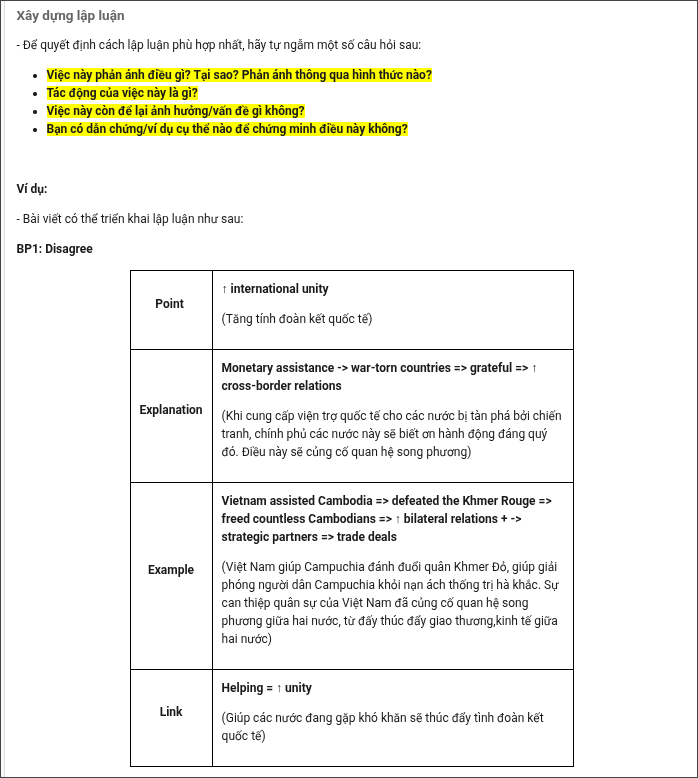 Xây dựng lập luận
- Để quyết định cách lập luận phù hợp nhất, hãy tự ngẫm một số câu hỏi sau:
Việc này phản ánh điều gì? Tại sao? Phản ánh thông qua hình thức nào?
Tác động của việc này là gì?
Việc này còn để lại ảnh hưởng/vấn đề gì không?
Bạn có dẫn chứng/ví dụ cụ thể nào để chứng minh điều này không?
Ví dụ:
- Bài viết có thể triển khai lập luận như sau:
BP1: Disagree
Point
↑ international unity
(Tăng tính đoàn kết quốc tế)
Explanation
Monetary assistance -> war-torn countries => grateful => ↑
cross-border relations
(Khi cung cấp viện trợ quốc tế cho các nước bị tàn phá bởi chiến
tranh, chính phủ các nước này sẽ biết ơn hành động đáng quý
đó. Điều này sẽ củng cố quan hệ song phương)
Example
Vietnam assisted Cambodia => defeated the Khmer Rouge =>
freed countless Cambodians => ↑ bilateral relations + ->
strategic partners => trade deals
(Việt Nam giúp Campuchia đánh đuổi quân Khmer Đỏ, giúp giải
phóng người dân Campuchia khỏi nạn ách thống trị hà khắc. Sự
can thiệp quân sự của Việt Nam đã củng cố quan hệ song
phương giữa hai nước, từ đấy thúc đẩy giao thương,kinh tế giữa
hai nước)
Link
Helping = ↑ unity
(Giúp các nước đang gặp khó khăn sẽ thúc đẩy tình đoàn kết
quốc tế)